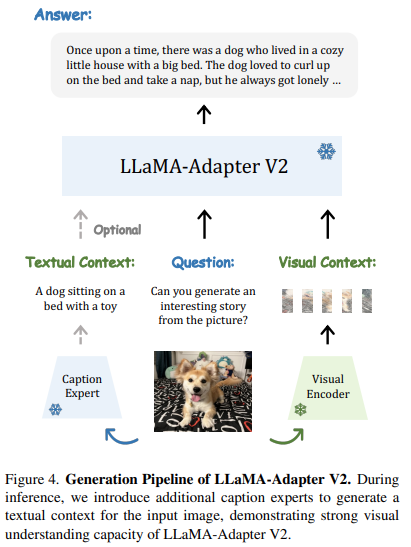 Answer:
Once upon a time, there was a dog who lived in a cozy
little house with a big bed. The dog loved to curl up
on the bed and take a nap, but he always got lonely ...
LLaMA-Adapter V2
Optional
Textual Context:
Question:
Visual Context:
A dog sitting on a
bed with a toy
Can you generate an
interesting story
from the picture?
Caption
Expert
Visual
Encoder
Figure 4. Generation Pipeline of LLaMA-Adapter V2. During
inference, we introduce additional caption experts to generate a
textual context for the input image, demonstrating strong visual
understanding capacity of LLaMA-Adapter V2.